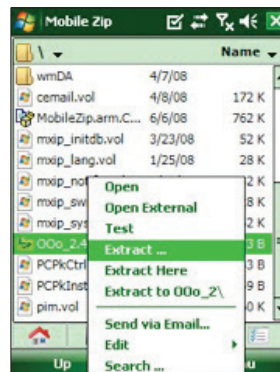 Mobile Zip
\ Name
wmDA 4/7/08
cemail.vol 4/8/08 172 K
MobileZip.arm.C... 6/6/08 762 K
mxip_initdb.vol 3/23/08 52 K
mxip_lang.vol 1/25/08 28 K
mxip_not 2 K
mxip_sw 8 K
mxip_sys 2 K
OOo_2.4 3 B
PCPkCtrl 3 B
PCPkInst 9 B
pim.vol 0 K
Open
Open External
Test
Extract ...
Extract Here
Extract to OOo_2\
Send via Email...
Edit
Search ...
Up